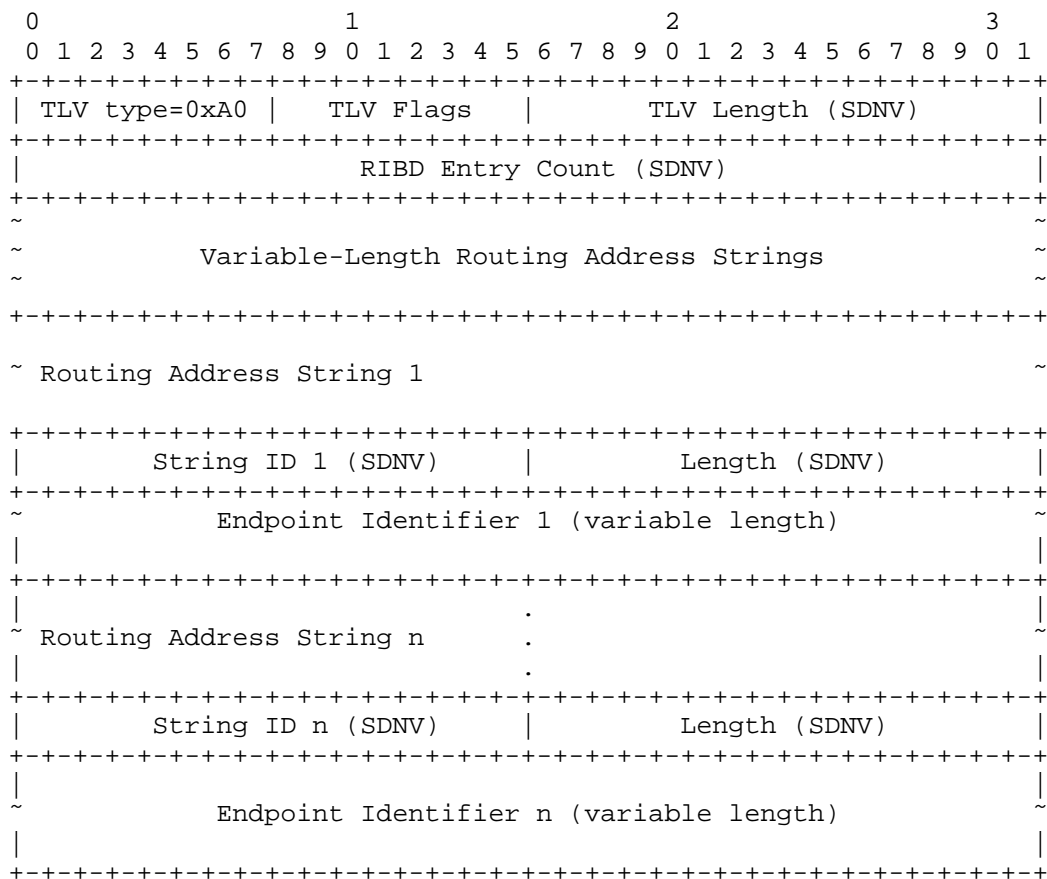 0                   1                   2                   3
 0 1 2 3 4 5 6 7 8 9 0 1 2 3 4 5 6 7 8 9 0 1 2 3 4 5 6 7 8 9 0 1
+-+-+-+-+-+-+-+-+-+-+-+-+-+-+-+-+-+-+-+-+-+-+-+-+-+-+-+-+-+-+-+-+
| TLV type=0xA0 |   TLV Flags   |       TLV Length (SDNV)       |
+-+-+-+-+-+-+-+-+-+-+-+-+-+-+-+-+-+-+-+-+-+-+-+-+-+-+-+-+-+-+-+-+
|                     RIBD Entry Count (SDNV)                   |
+-+-+-+-+-+-+-+-+-+-+-+-+-+-+-+-+-+-+-+-+-+-+-+-+-+-+-+-+-+-+-+-+
~                                                               ~
~           Variable-Length Routing Address Strings             ~
~                                                               ~
+-+-+-+-+-+-+-+-+-+-+-+-+-+-+-+-+-+-+-+-+-+-+-+-+-+-+-+-+-+-+-+-+
~ Routing Address String 1                                      ~
+-+-+-+-+-+-+-+-+-+-+-+-+-+-+-+-+-+-+-+-+-+-+-+-+-+-+-+-+-+-+-+-+
|        String ID 1 (SDNV)     |         Length (SDNV)         |
+-+-+-+-+-+-+-+-+-+-+-+-+-+-+-+-+-+-+-+-+-+-+-+-+-+-+-+-+-+-+-+-+
~            Endpoint Identifier 1 (variable length)            ~
|                                                               |
+-+-+-+-+-+-+-+-+-+-+-+-+-+-+-+-+-+-+-+-+-+-+-+-+-+-+-+-+-+-+-+-+
|                               .                               |
~ Routing Address String n      .                               ~
|                               .                               |
+-+-+-+-+-+-+-+-+-+-+-+-+-+-+-+-+-+-+-+-+-+-+-+-+-+-+-+-+-+-+-+-+
|        String ID n (SDNV)     |         Length (SDNV)         |
+-+-+-+-+-+-+-+-+-+-+-+-+-+-+-+-+-+-+-+-+-+-+-+-+-+-+-+-+-+-+-+-+
|                                                               |
~            Endpoint Identifier n (variable length)            ~
|                                                               |
+-+-+-+-+-+-+-+-+-+-+-+-+-+-+-+-+-+-+-+-+-+-+-+-+-+-+-+-+-+-+-+-+